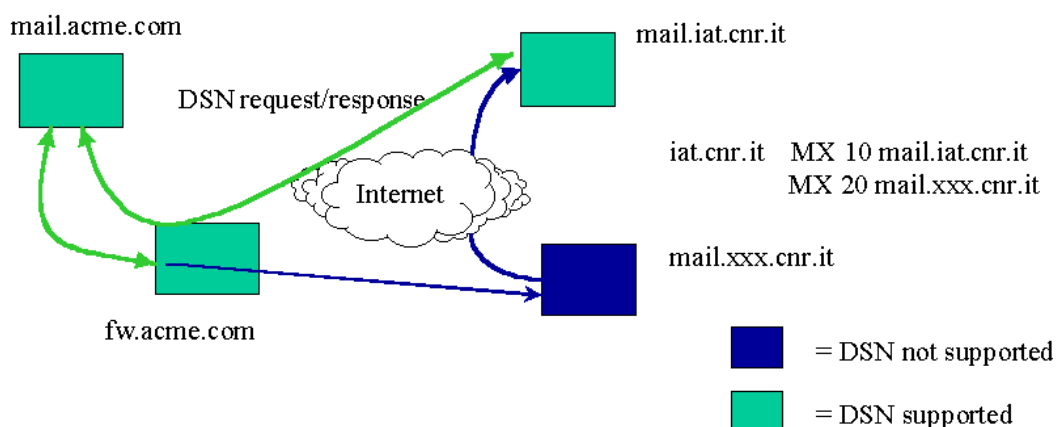 mail.acme.com
mail.iat.cnr.it
DSN request/response
iat.cnr.it MX 10 mail.iat.cnr.it
MX 20 mail.xxx.cnr.it
Internet
mail.xxx.cnr.it
fw.acme.com
= DSN not supported
= DSN supported